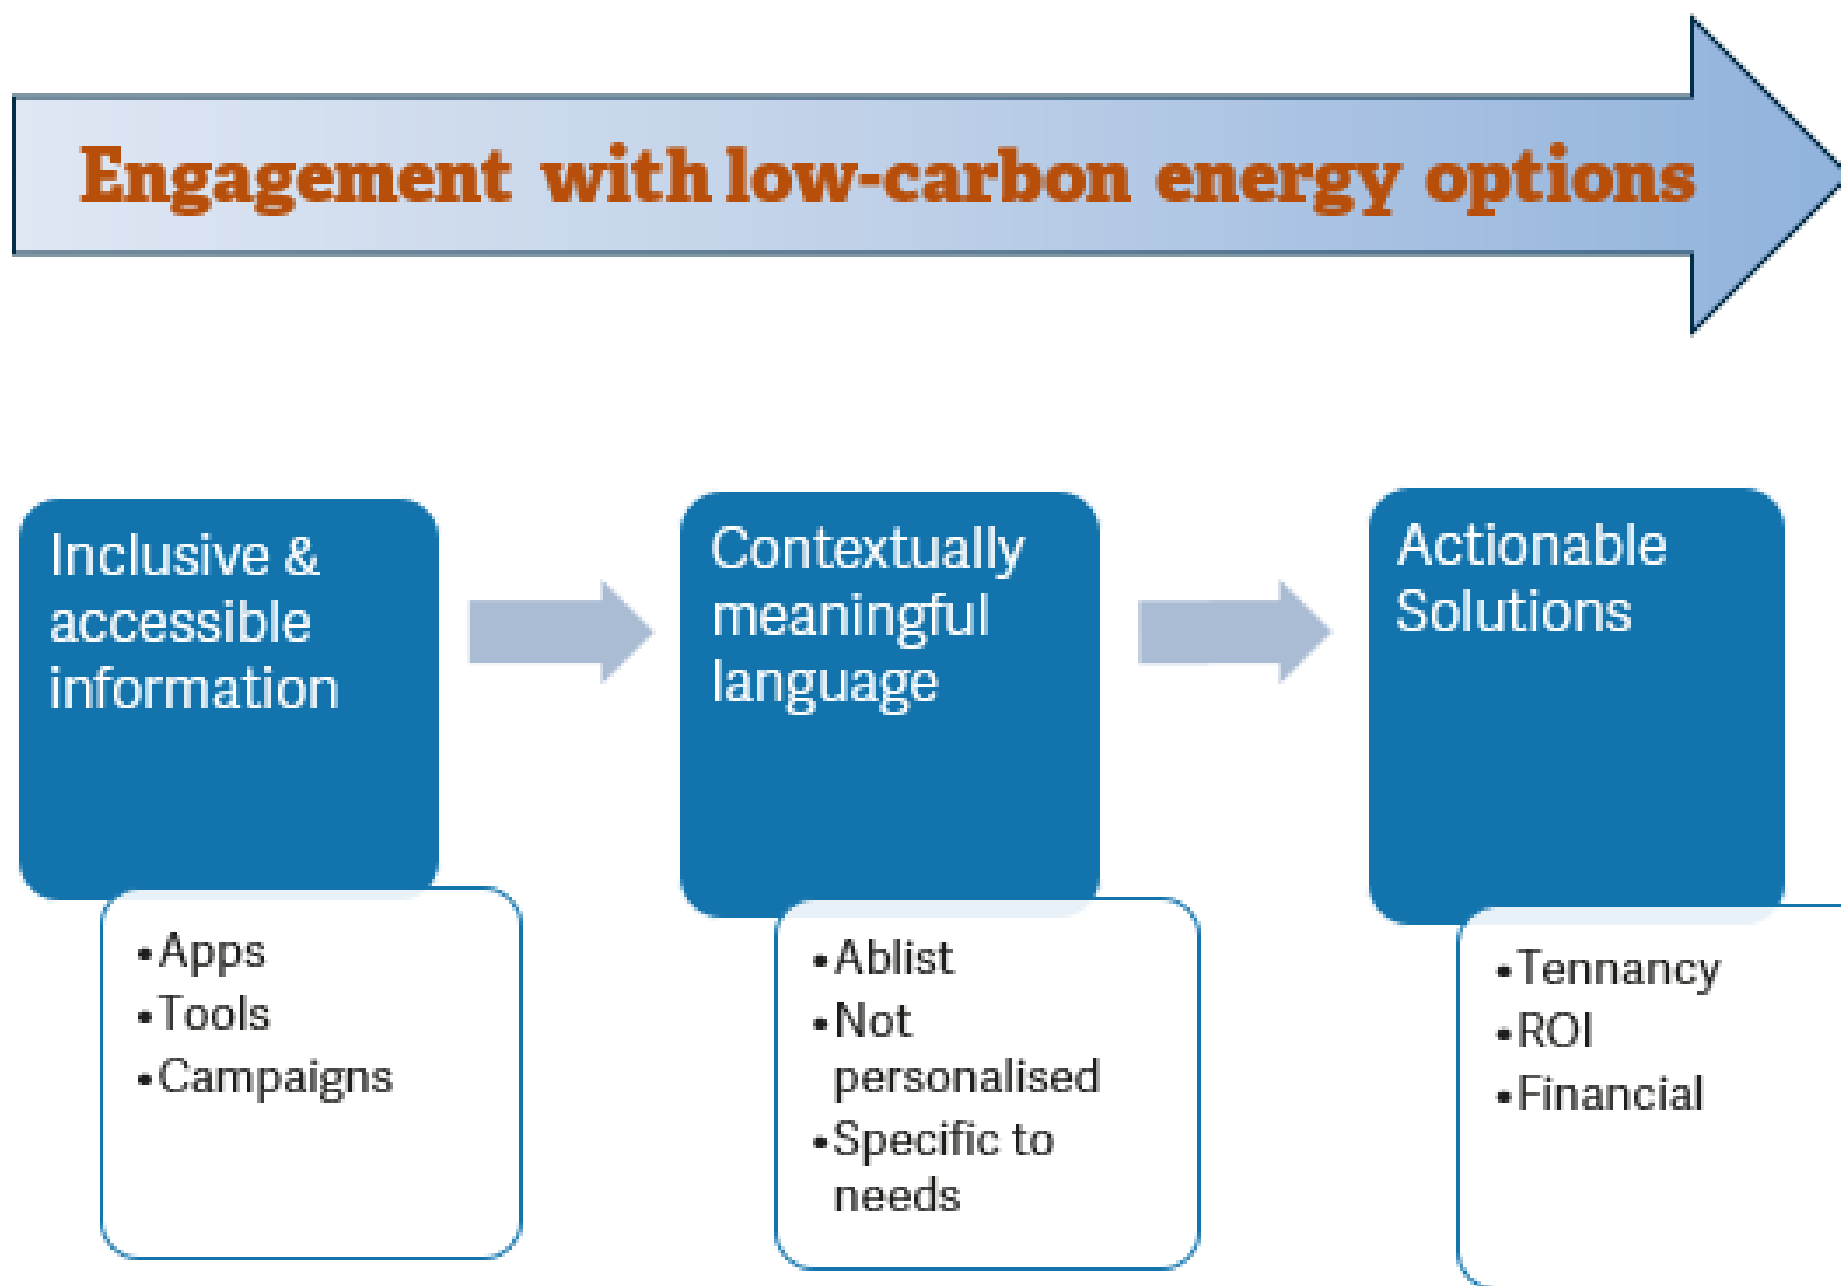 Engagement with low-carbon energy options
Inclusive &
accessible
information
Contextually
meaningful
language
Actionable
Solutions
•Apps
•Tools
•Campaigns
•Ablist
•Not
personalised
•Specific to
needs
•Tennancy
•ROI
•Financial